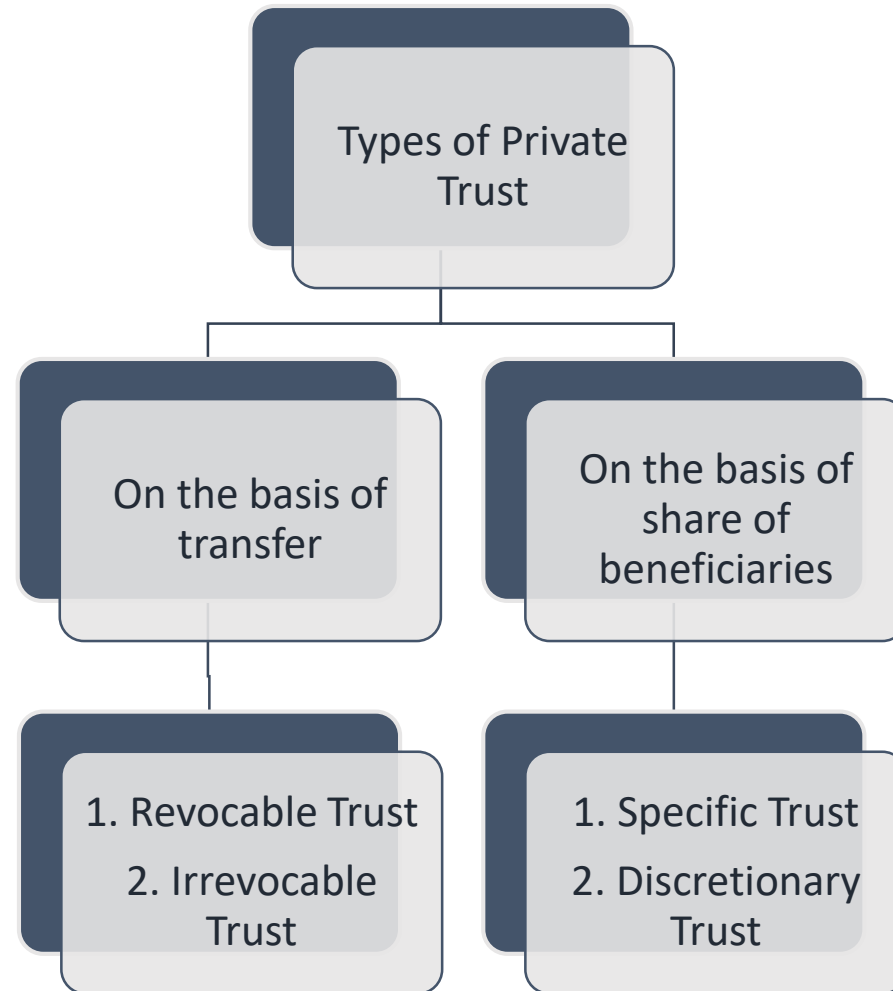 Types of Private
Trust
On the basis of
transfer
On the basis of
share of
beneficiaries
1. Revocable Trust
2. Irrevocable
Trust
1. Specific Trust
2. Discretionary
Trust